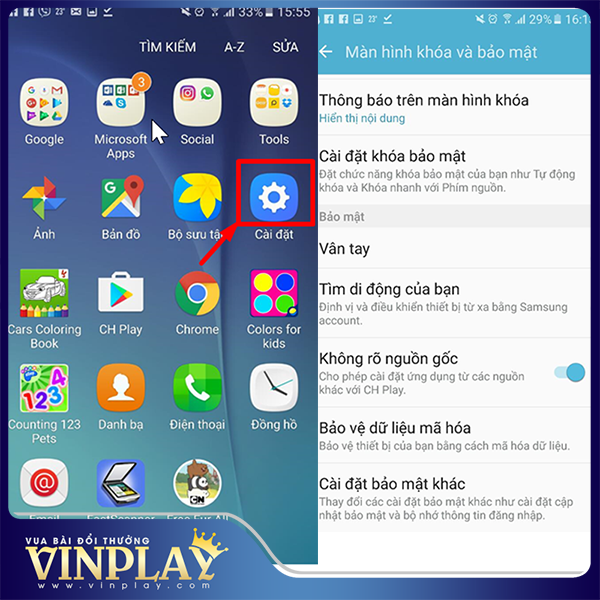 33% 15:55
TÌM KIẾM A-Z SỬA
3
Google Microsoft Apps Social Tools
Ảnh Bản đồ Bộ sưu tập Cài đặt
Cars Coloring Book CH Play Chrome Colors for kids
Counting 123 Pets Danh bạ Điện thoại Đồng hồ
Email FastScanner Free Fur All
29% 16:1
Màn hình khóa và bảo mật
Thông báo trên màn hình khóa
Hiển thị nội dung
Cài đặt khóa bảo mật
Đặt chức năng khóa bảo mật của bạn như Tự động
khóa và Khóa nhanh với Phím nguồn.
Bảo mật
Vân tay
Tìm di động của bạn
Định vị và điều khiển thiết bị từ xa bằng Samsung
account.
Không rõ nguồn gốc
Cho phép cài đặt ứng dụng từ các nguồn
khác với CH Play.
Bảo vệ dữ liệu mã hóa
Bảo vệ thiết bị của bạn bằng cách mã hóa dữ liệu.
Cài đặt bảo mật khác
Thay đổi các cài đặt bảo mật khác như cài đặt cập
nhật bảo mật và bộ nhớ thông tin đăng nhập.
VUA BÀI ĐỔI THƯỞNG
VINPLAY
www.vinplay.com